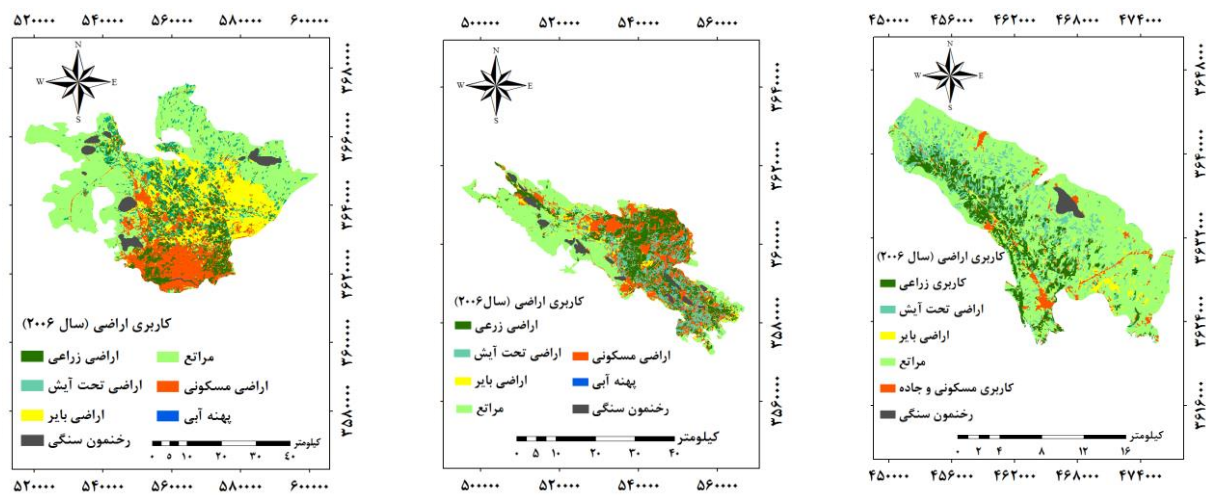 ۵۲۰۰۰۰ ۵۴۰۰۰۰ ۵۶۰۰۰۰ ۵۸۰۰۰۰ ۶۰۰۰۰۰
N
W E
S
۳۶۸۰۰۰۰
۳۶۶۰۰۰۰
۳۶۴۰۰۰۰
۳۶۲۰۰۰۰
۳۶۰۰۰۰۰
۳۵۸۰۰۰۰
کاربری اراضی (سال ۲۰۰۶)
مراتع
اراضی زراعی
اراضی مسکونی
اراضی تحت آیش
پهنه آبی
اراضی بایر
رخنمون سنگی
کیلومتر
۰ ۵ ۱۰ ۲۰ ۳۰ ۴۰
۵۲۰۰۰۰ ۵۴۰۰۰۰ ۵۶۰۰۰۰ ۵۸۰۰۰۰ ۶۰۰۰۰۰
۵۰۰۰۰۰ ۵۲۰۰۰۰ ۵۴۰۰۰۰ ۵۶۰۰۰۰
N
W E
S
۳۶۴۰۰۰۰
۳۶۲۰۰۰۰
۳۶۰۰۰۰۰
۳۵۸۰۰۰۰
۳۵۶۰۰۰۰
کاربری اراضی (سال۲۰۰۶)
اراضی زرعی
اراضی مسکونی
اراضی تحت آیش
پهنه آبی
اراضی بایر
رخنمون سنگی
مراتع
کیلومتر
۰ ۵ ۱۰ ۲۰ ۳۰ ۴۰
۵۰۰۰۰۰ ۵۲۰۰۰۰ ۵۴۰۰۰۰ ۵۶۰۰۰۰
۴۵۰۰۰۰ ۴۵۶۰۰۰ ۴۶۲۰۰۰ ۴۶۸۰۰۰ ۴۷۴۰۰۰
N
W E
S
۳۶۴۸۰۰۰
۳۶۴۰۰۰۰
۳۶۳۲۰۰۰
۳۶۲۴۰۰۰
۳۶۱۶۰۰۰
کاربری اراضی (سال ۲۰۰۶)
کاربری زراعی
اراضی تحت آیش
اراضی بایر
مراتع
کاربری مسکونی و جاده
رخنمون سنگی
کیلومتر
۰ ۲ ۴ ۸ ۱۲ ۱۶
۴۵۰۰۰۰ ۴۵۶۰۰۰ ۴۶۲۰۰۰ ۴۶۸۰۰۰ ۴۷۴۰۰۰